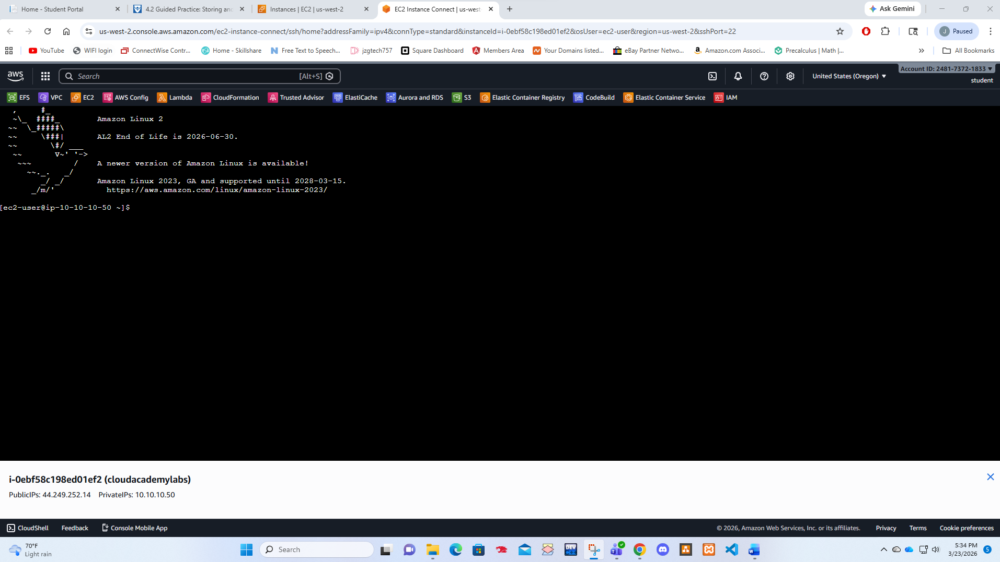 Home - Student Portal
4.2 Guided Practice: Storing and
Instances | EC2 | us-west-2
EC2 Instance Connect | us-west-
Ask Gemini
us-west-2.console.aws.amazon.com/ec2-instance-connect/ssh/home?addressFamily=ipv4&connType=standard&instanceId=i-0ebf58c198ed01ef2&osUser=ec2-user&region=us-west-2&sshPort=22
J Paused
YouTube
WIFI login
ConnectWise Contr...
Home - Skillshare
Free Text to Speech...
jzgtech757
Square Dashboard
Members Area
Your Domains listed...
eBay Partner Netwo...
Amazon.com Associ...
Precalculus | Math |...
All Bookmarks
aws
Search [Alt+S]
United States (Oregon)
Account ID: 2481-7372-1833
student
EFS
VPC
EC2
AWS Config
Lambda
CloudFormation
Trusted Advisor
ElastiCache
Aurora and RDS
S3
Elastic Container Registry
CodeBuild
Elastic Container Service
IAM
   ,     #_
   ~\_  ####_        Amazon Linux 2
  ~~  \_#####\
  ~~     \###|       AL2 End of Life is 2026-06-30.
  ~~       \#/ ___
   ~~       V~' '->
    ~~~         /    A newer version of Amazon Linux is available!
      ~~._.   _/
         _/ _/       Amazon Linux 2023, GA and supported until 2028-03-15.
       _/m/'           https://aws.amazon.com/linux/amazon-linux-2023/
[ec2-user@ip-10-10-10-50 ~]$
i-0ebf58c198ed01ef2 (cloudacademylabs)
PublicIPs: 44.249.252.14 PrivateIPs: 10.10.10.50
CloudShell
Feedback
Console Mobile App
© 2026, Amazon Web Services, Inc. or its affiliates.
Privacy
Terms
Cookie preferences
70°F
Light rain
Search
DEV
5:34 PM
3/23/2026
5